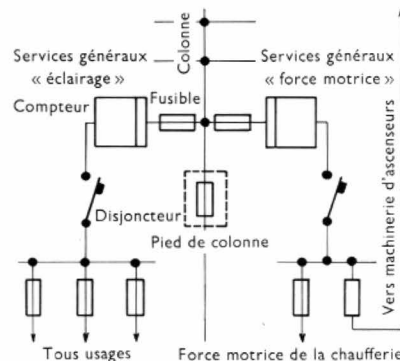 Colonne
Services généraux
« éclairage »
Services généraux
« force motrice »
Compteur
Fusible
Disjoncteur
Pied de colonne
Vers machinerie d'ascenseurs
Tous usages
Force motrice de la chaufferie